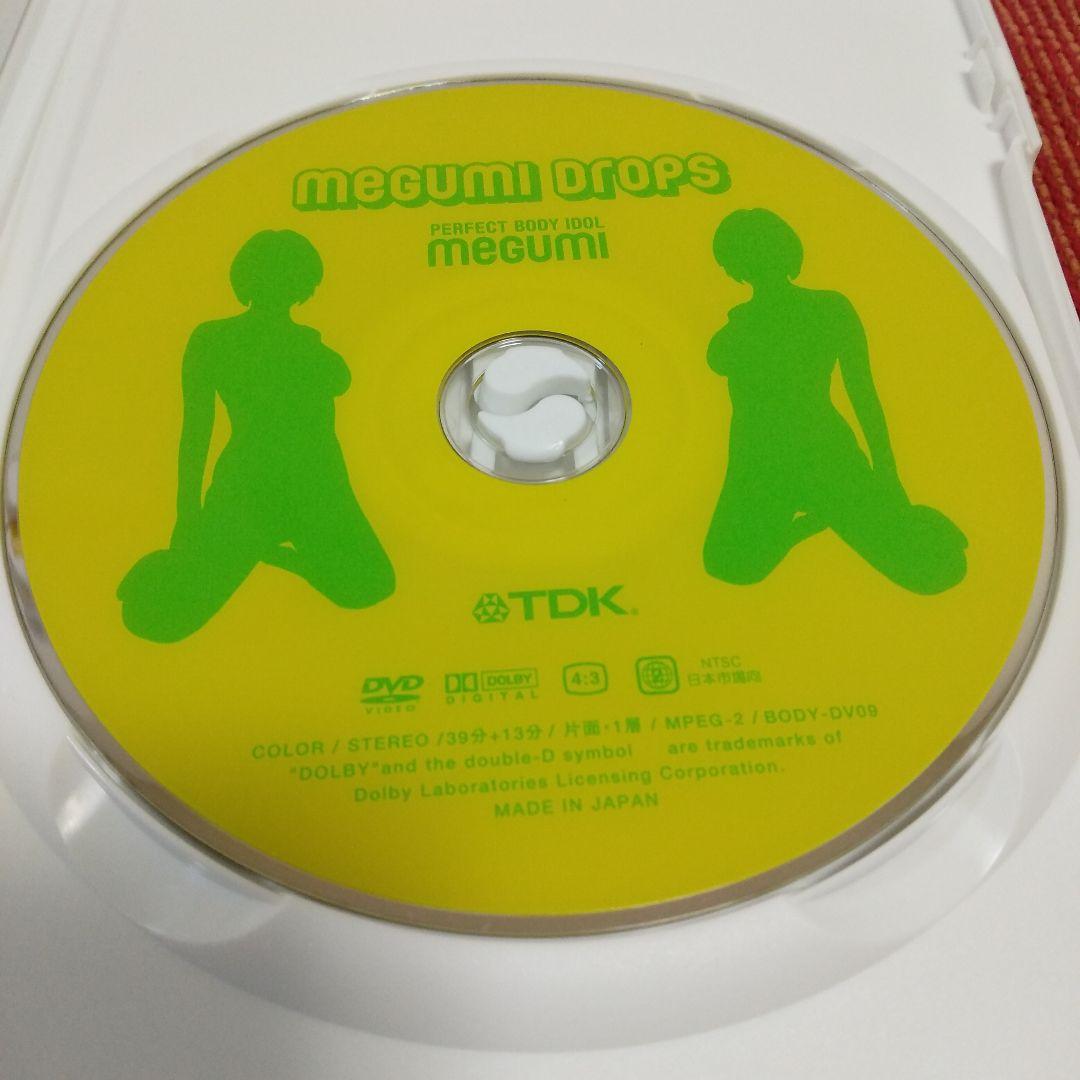 MEGUMI DROPS
PERFECT BODY IDOL
MEGUMI
TDK®
DVD VIDEO
DOLBY DIGITAL
4:3
2
NTSC
日本市場向
COLOR / STEREO /39分+13分/ 片面・1層 / MPEG-2 / BODY-DV09
"DOLBY"and the double-D symbol are trademarks of
Dolby Laboratories Licensing Corporation.
MADE IN JAPAN